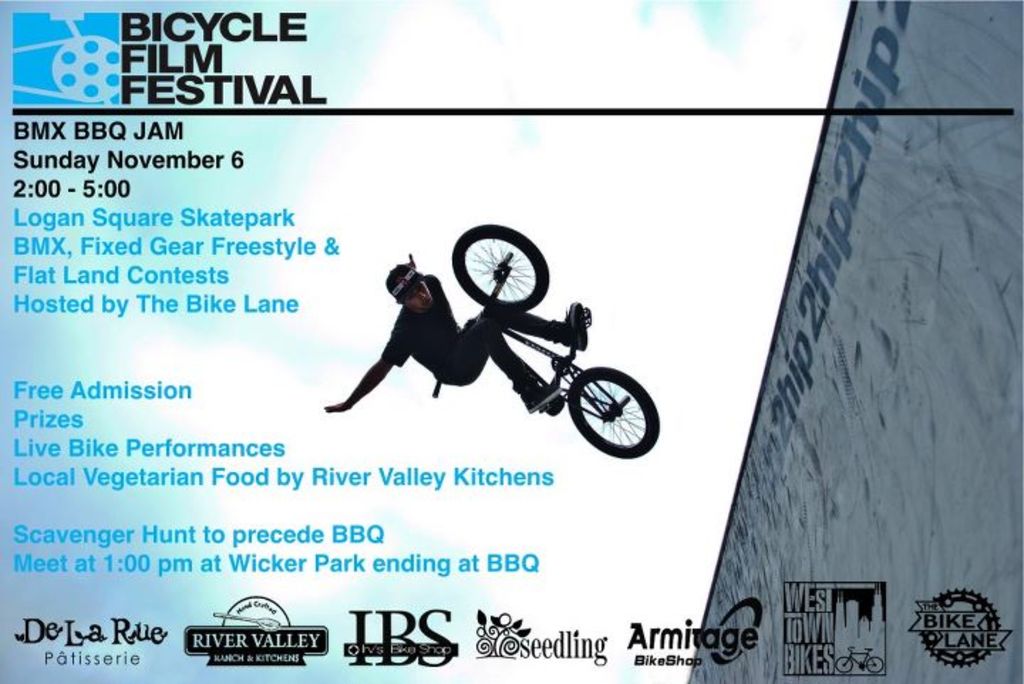 BICYCLE
FILM
FESTIVAL
BMX BBQ JAM
Sunday November 6
2:00 - 5:00
Logan Square Skatepark
BMX, Fixed Gear Freestyle &
Flat Land Contests
Hosted by The Bike Lane
Free Admission
Prizes
Live Bike Performances
Local Vegetarian Food by River Valley Kitchens
Scavenger Hunt to precede BBQ
Meet at 1:00 pm at Wicker Park ending at BBQ
2hip2hip2hip2hip2
De La Rue
Pâtisserie
Hand Crafted
RIVER VALLEY
RANCH & KITCHENS
IBS
Irv's Bike Shop
seedling
Armitage
BikeShop
WEST
TOWN
BIKES
THE
BIKE
LANE